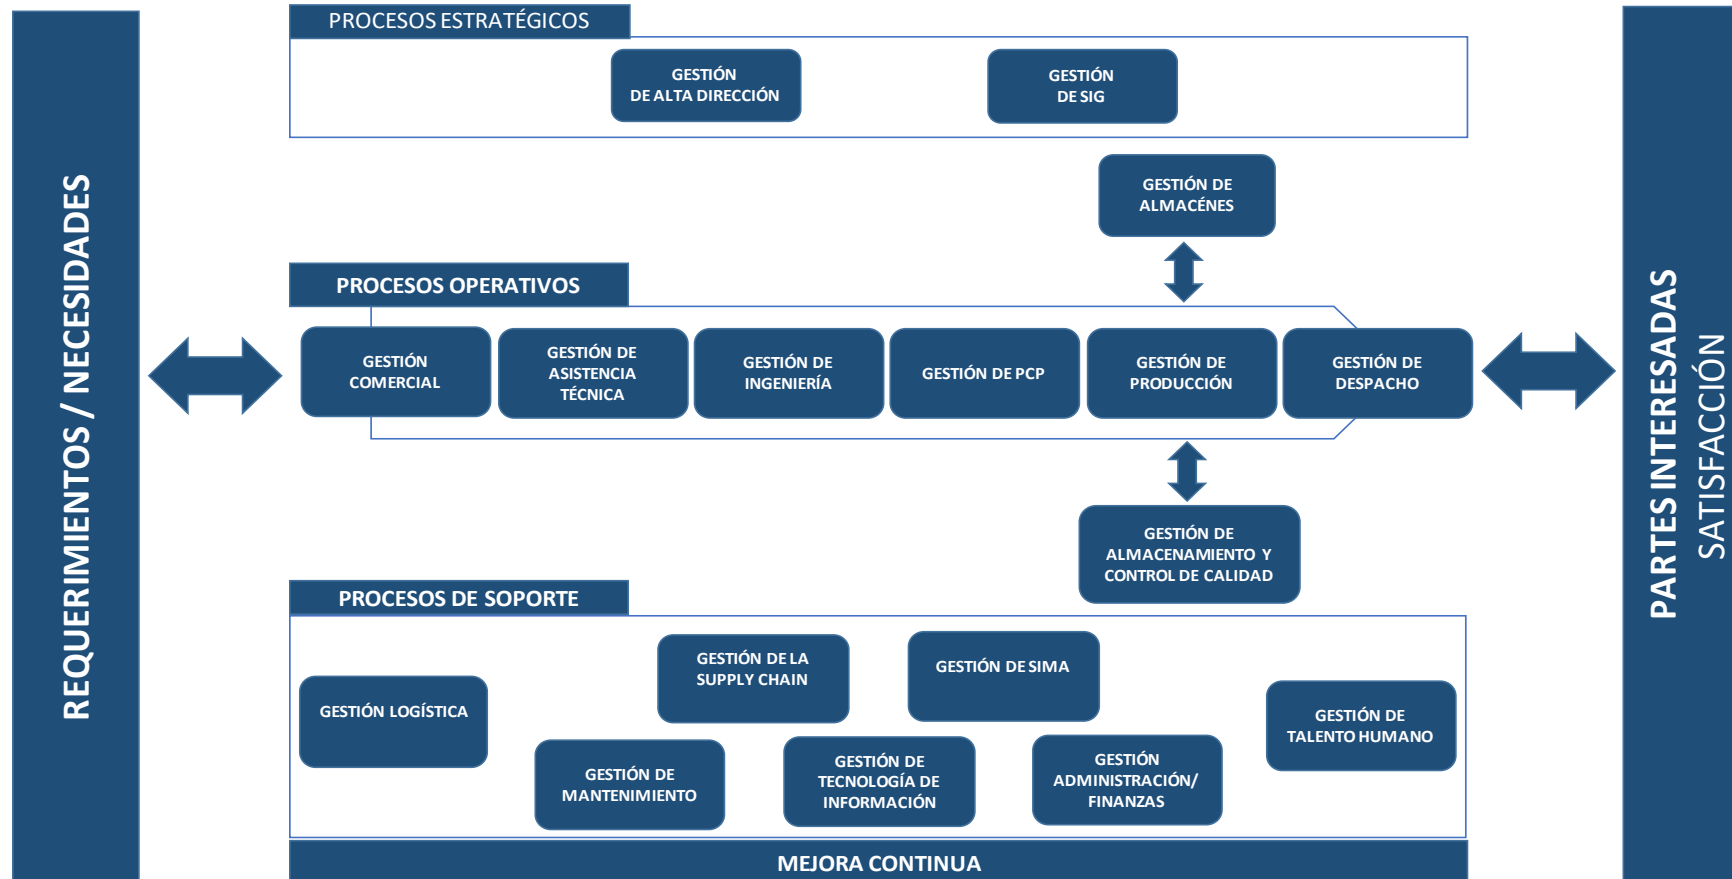 PROCESOS ESTRATÉGICOS
GESTIÓN
DE ALTA DIRECCIÓN
GESTIÓN
DE SIG
GESTIÓN DE
ALMACÉNES
REQUERIMIENTOS / NECESIDADES
PROCESOS OPERATIVOS
GESTIÓN
COMERCIAL
GESTIÓN DE
ASISTENCIA
TÉCNICA
GESTIÓN DE
INGENIERÍA
GESTIÓN DE PCP
GESTIÓN DE
PRODUCCIÓN
GESTIÓN DE
DESPACHO
PARTES INTERESADAS
SATISFACCIÓN
GESTIÓN DE
ALMACENAMIENTO Y
CONTROL DE CALIDAD
PROCESOS DE SOPORTE
GESTIÓN LOGÍSTICA
GESTIÓN DE LA
SUPPLY CHAIN
GESTIÓN DE SIMA
GESTIÓN DE
TALENTO HUMANO
GESTIÓN DE
MANTENIMIENTO
GESTIÓN DE
TECNOLOGÍA DE
INFORMACIÓN
GESTIÓN
ADMINISTRACIÓN/
FINANZAS
MEJORA CONTINUA